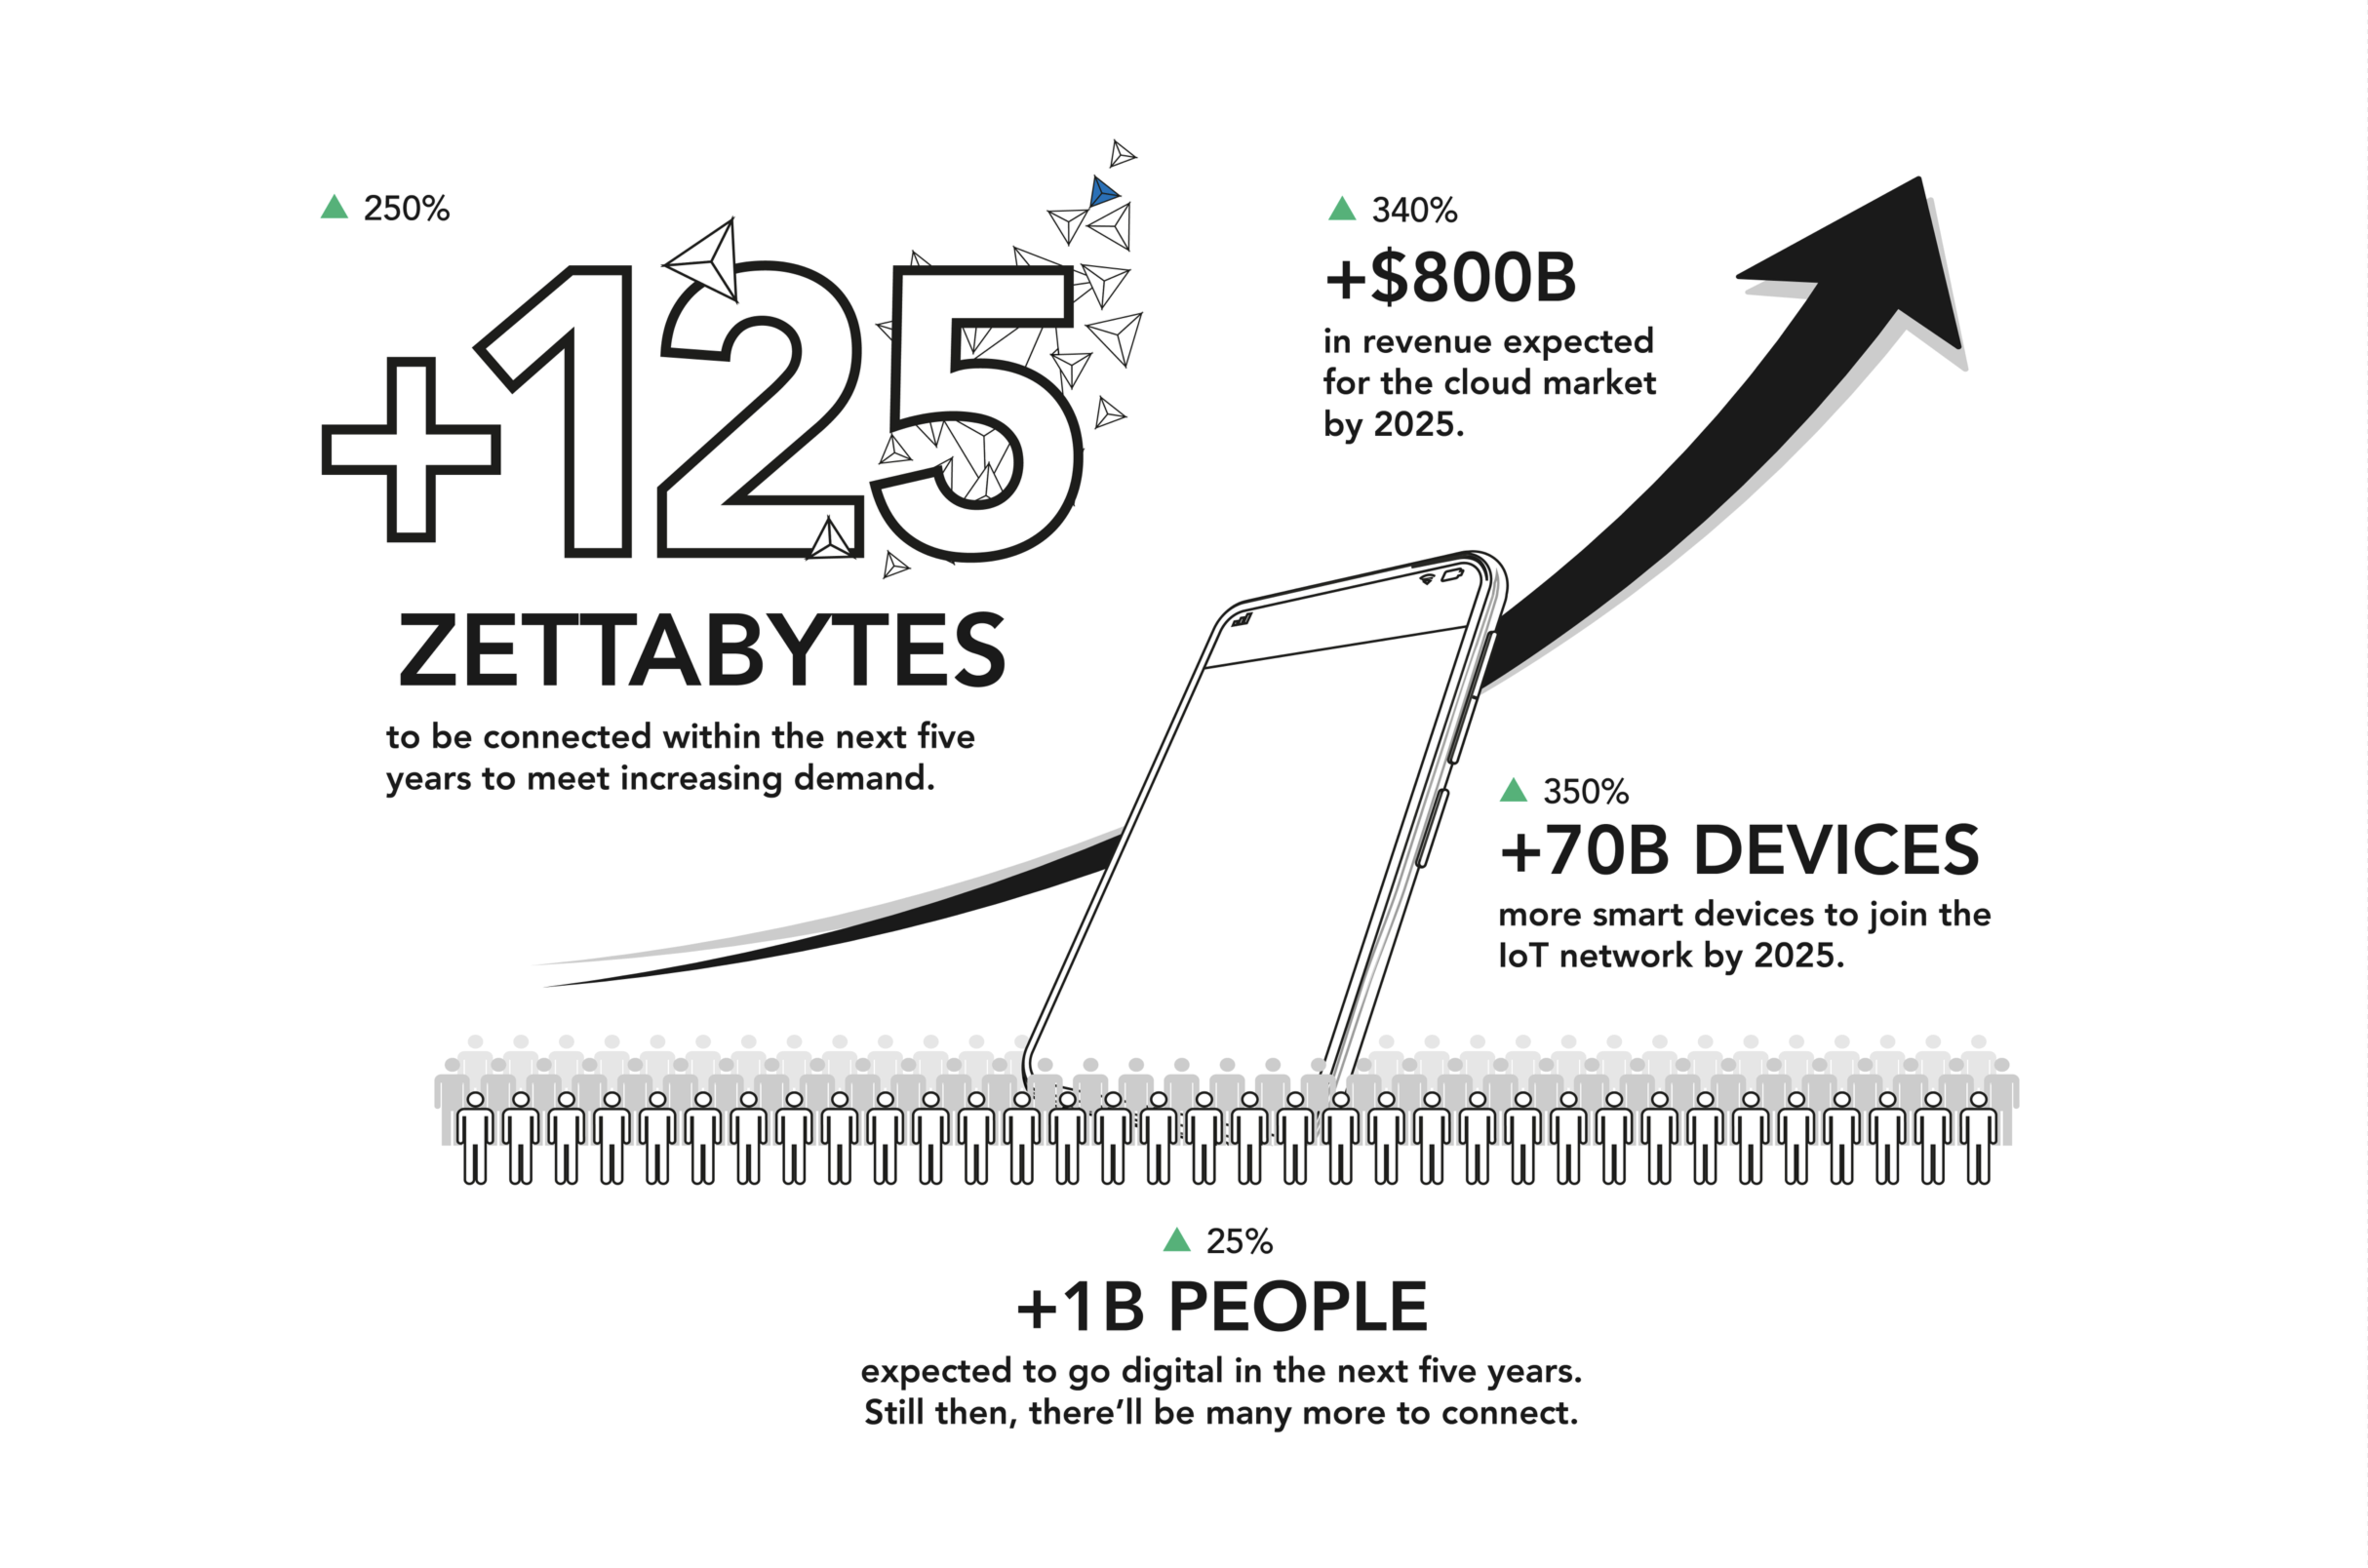 250%
+125
ZETTABYTES
to be connected within the next five
years to meet increasing demand.
340%
+$800B
in revenue expected
for the cloud market
by 2025.
350%
+70B DEVICES
more smart devices to join the
IoT network by 2025.
25%
+1B PEOPLE
expected to go digital in the next five years.
Still then, there’ll be many more to connect.